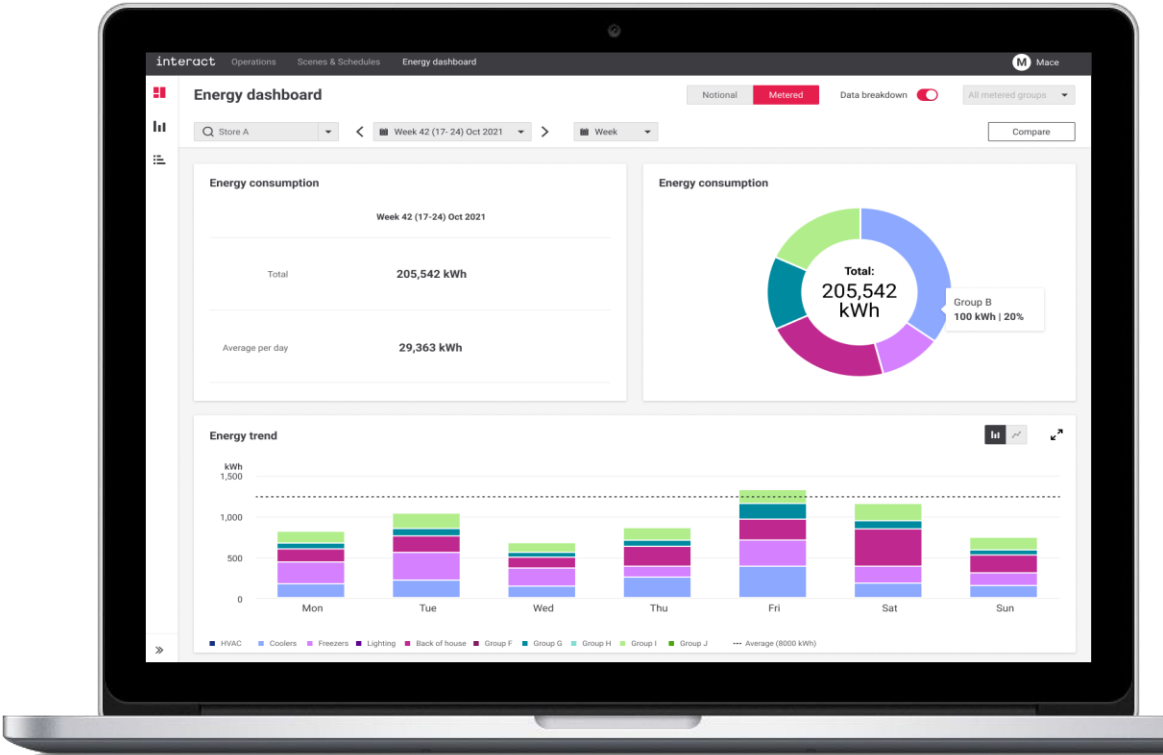 interact Operations Scenes & Schedules Energy dashboard M Mace
Energy dashboard Notional Metered Data breakdown All metered groups
Store A Week 42 (17- 24) Oct 2021 Week Compare
Energy consumption
Week 42 (17-24) Oct 2021
Total 205,542 kWh
Average per day 29,363 kWh
Energy consumption
Total:
205,542
kWh
Group B
100 kWh | 20%
Energy trend
kWh
1,500
1,000
500
0
Mon Tue Wed Thu Fri Sat Sun
HVAC Coolers Freezers Lighting Back of house Group F Group G Group H Group I Group J Average (8000 kWh)